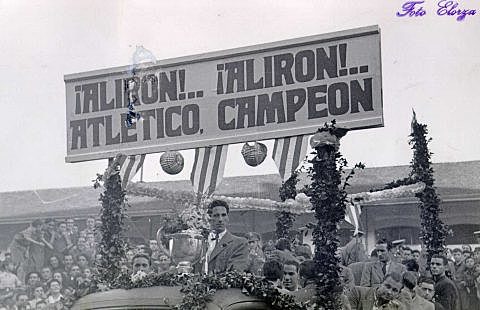 Foto Elorza
¡ALIRON!.. ¡ALIRON!..
ATLETICO, CAMPEON